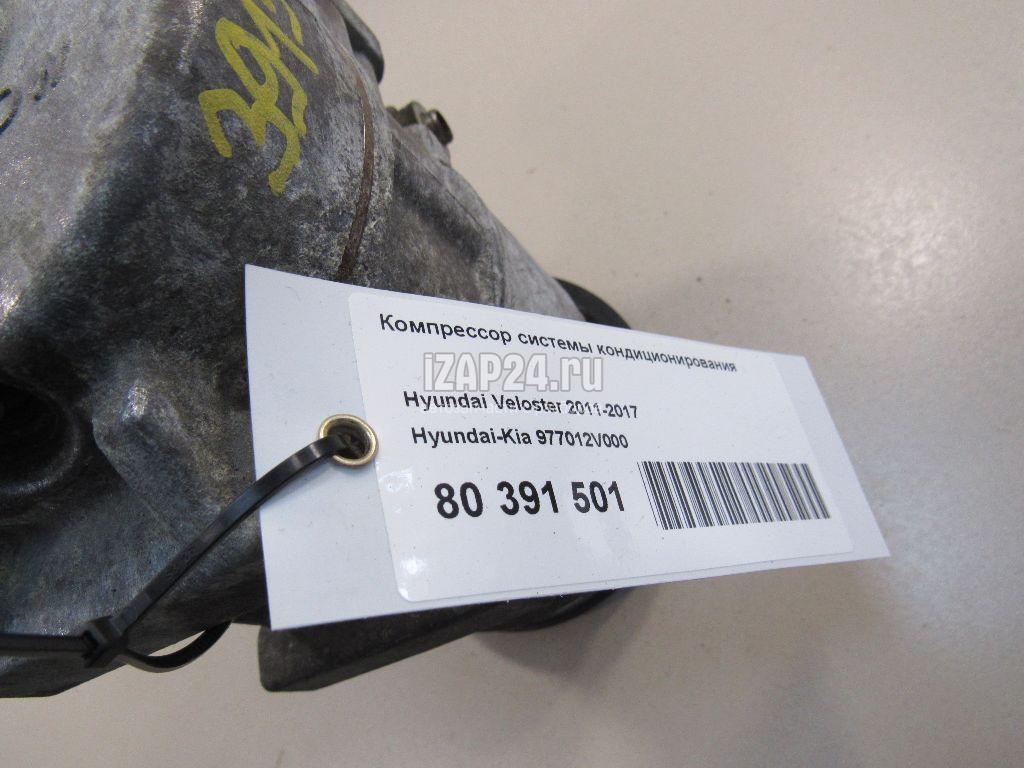 Компрессор системы кондиционирования
iZAP24.ru
Hyundai Veloster 2011-2017
Hyundai-Kia 977012V000
80 391 501